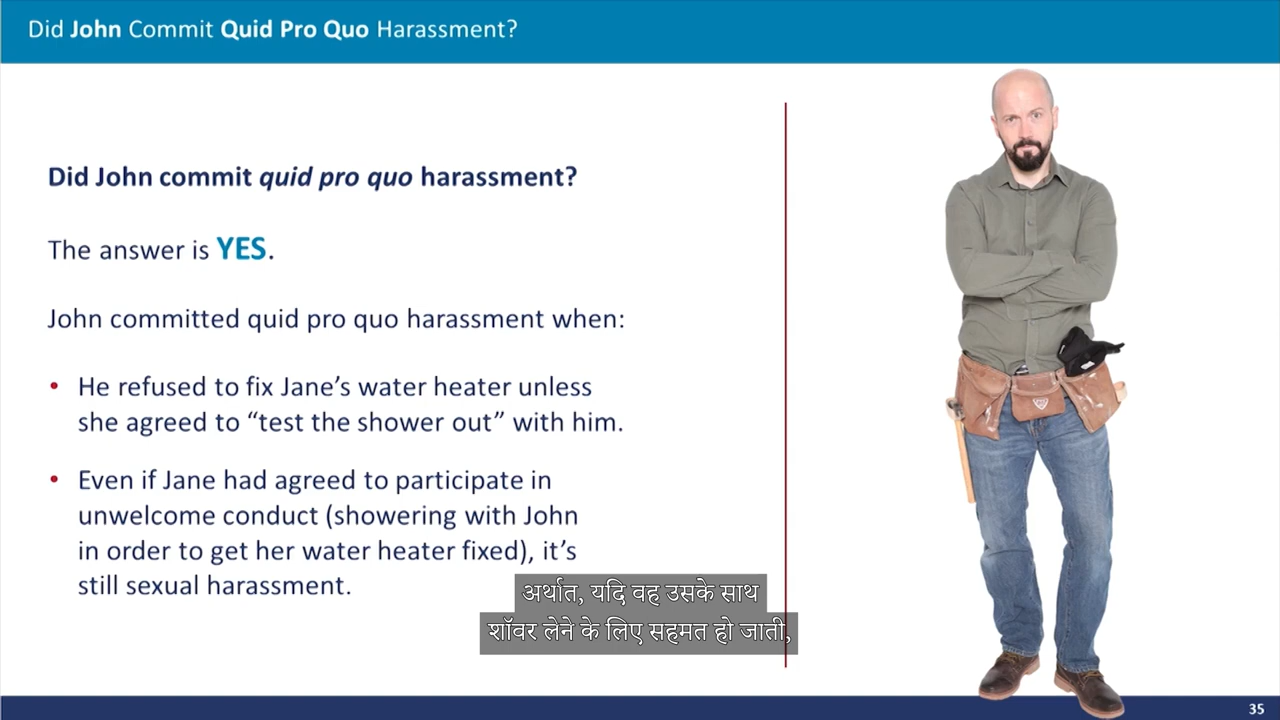 Did John Commit Quid Pro Quo Harassment?
Did John commit quid pro quo harassment?
The answer is YES.
John committed quid pro quo harassment when:
• He refused to fix Jane’s water heater unless
she agreed to “test the shower out” with him.
• Even if Jane had agreed to participate in
unwelcome conduct (showering with John
in order to get her water heater fixed), it’s
still sexual harassment.
अर्थात, यदि वह उसके साथ
शॉवर लेने के लिए सहमत हो जाती,
35